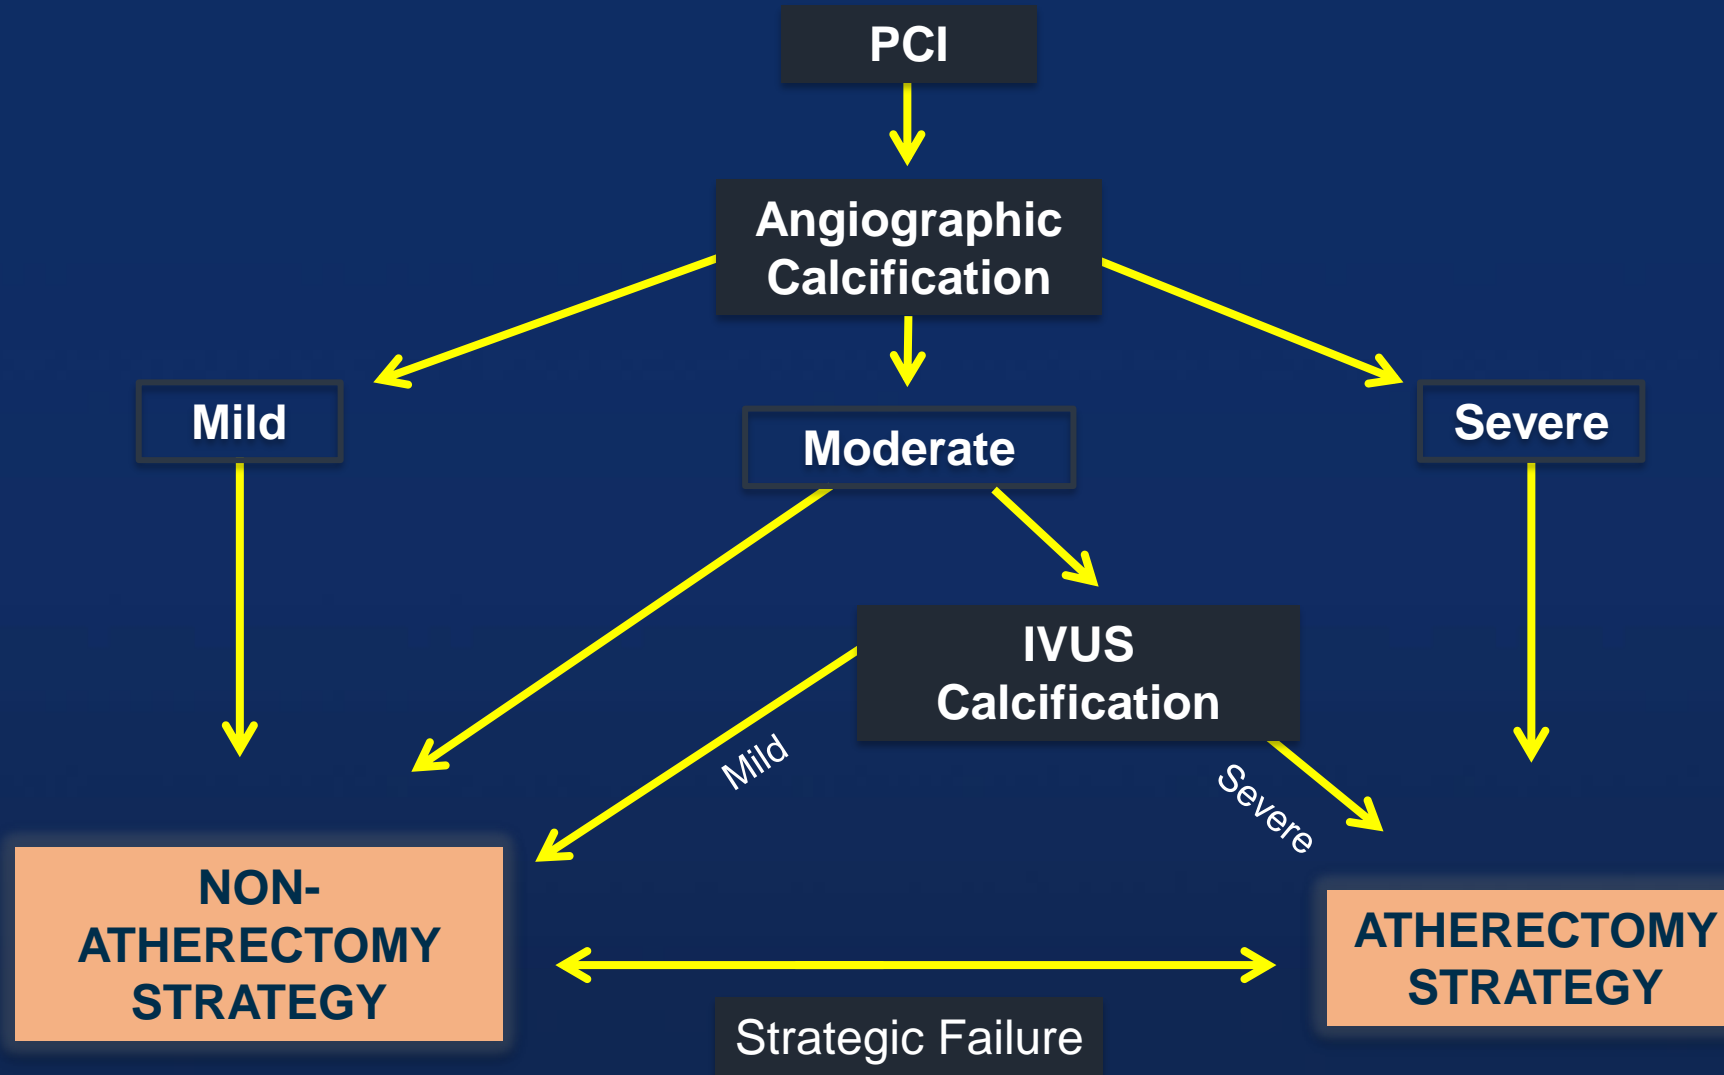 PCI
Angiographic
Calcification
Mild
Moderate
Severe
IVUS
Calcification
Mild
Severe
NON-
ATHERECTOMY
STRATEGY
ATHERECTOMY
STRATEGY
Strategic Failure